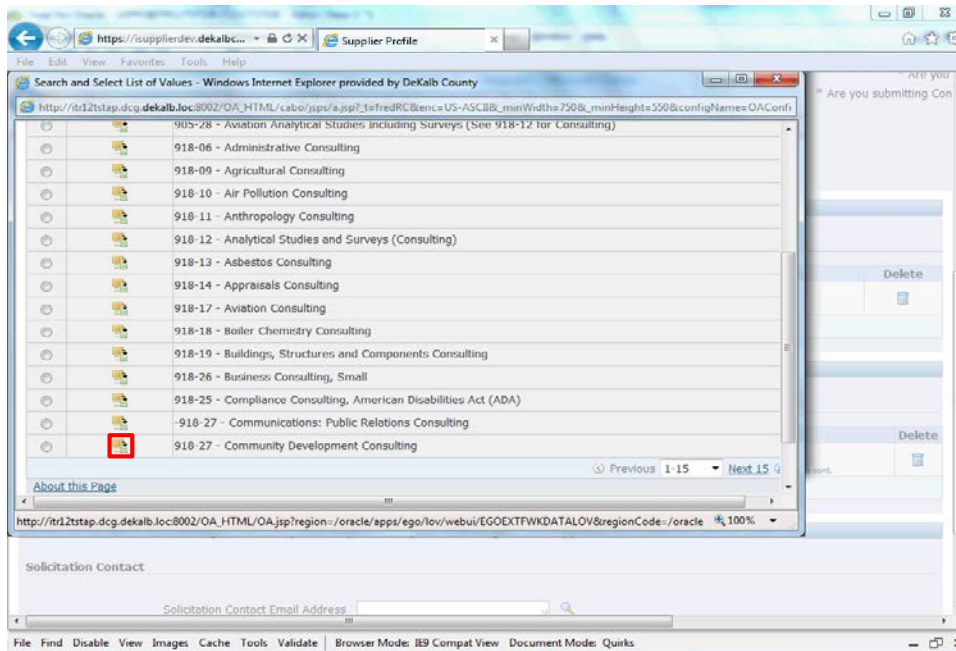 https://isupplierdev.dekalbc...
Supplier Profile
File Edit View Favorites Tools Help
Search and Select List of Values - Windows Internet Explorer provided by DeKalb County
* Are you
* Are you submitting Con
http://itr12tstap.dcg.dekalb.loc:8002/OA_HTML/cabo/jsps/a.jsp?_t=fredRC&enc=US-ASCII&_minWidth=750&_minHeight=550&configName=OAConfi
905-28 - Aviation Analytical Studies Including Surveys (See 918-12 for Consulting)
918-06 - Administrative Consulting
918-09 - Agricultural Consulting
918-10 - Air Pollution Consulting
918-11 - Anthropology Consulting
918-12 - Analytical Studies and Surveys (Consulting)
918-13 - Asbestos Consulting
Delete
918-14 - Appraisals Consulting
918-17 - Aviation Consulting
918-18 - Boiler Chemistry Consulting
918-19 - Buildings, Structures and Components Consulting
918-26 - Business Consulting, Small
918-25 - Compliance Consulting, American Disabilities Act (ADA)
-918-27 - Communications: Public Relations Consulting
Delete
918-27 - Community Development Consulting
Previous 1-15 Next 15
About this Page
http://itr12tstap.dcg.dekalb.loc:8002/OA_HTML/OA.jsp?region=/oracle/apps/ego/lov/webui/EGOEXTFWKDATALOV&regionCode=/oracle 100%
Solicitation Contact
Solicitation Contact Email Address
File Find Disable View Images Cache Tools Validate Browser Mode: IE9 Compat View Document Mode: Quirks